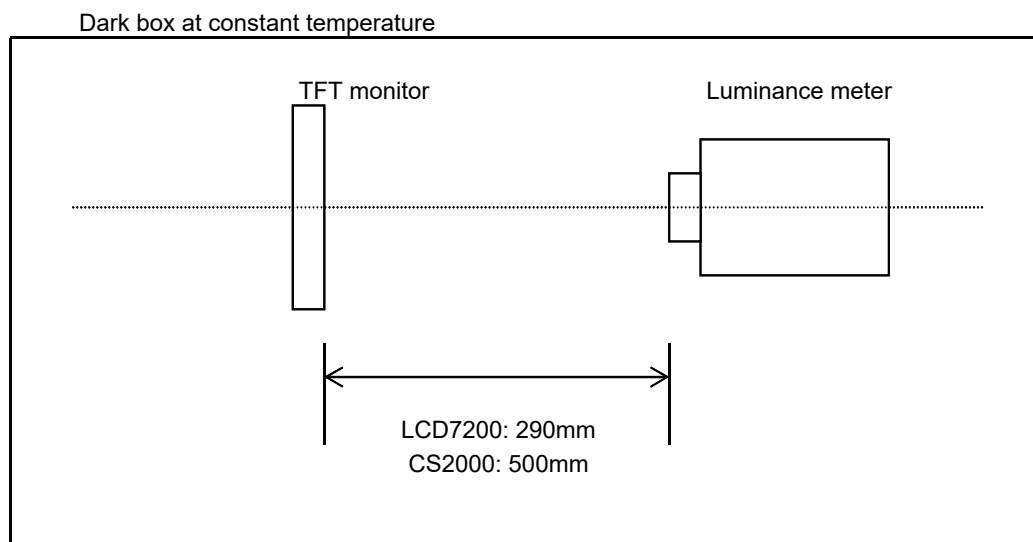 Dark box at constant temperature
TFT monitor
Luminance meter
LCD7200: 290mm
CS2000: 500mm